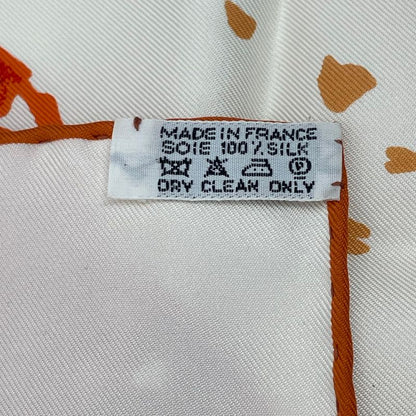 MADE IN FRANCE
SOIE 100% SILK
DRY CLEAN ONLY